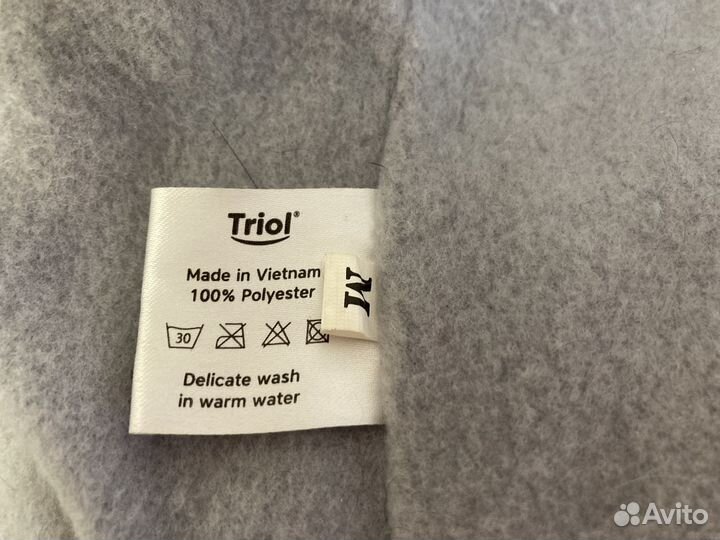 Triol®
Made in Vietnam
100% Polyester
M
30
Delicate wash
in warm water
Avito